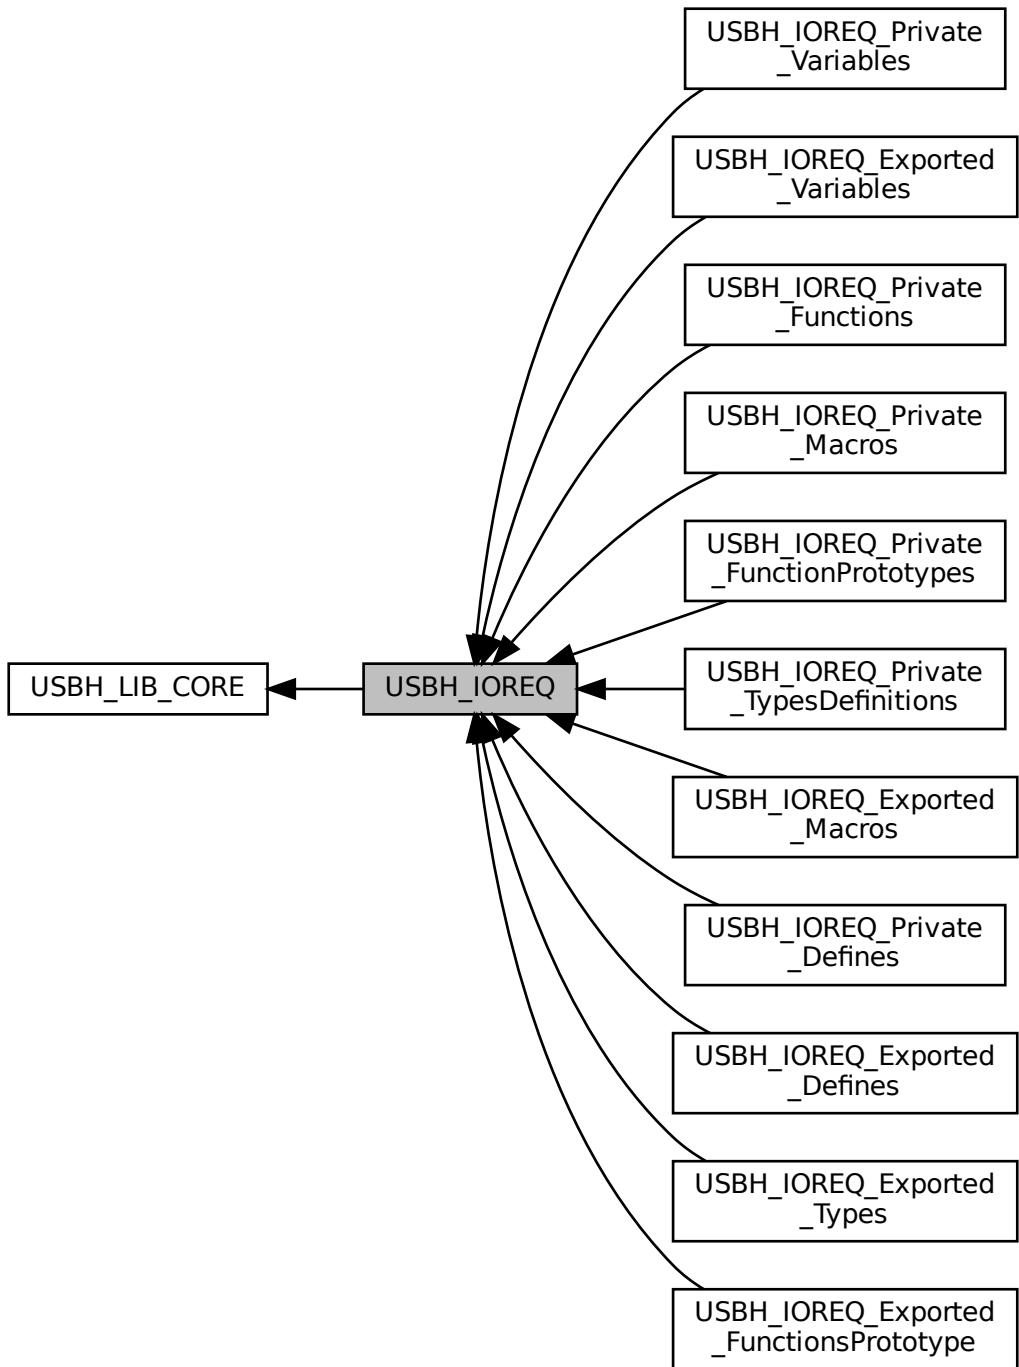 USBH_IOREQ_Private
_Variables
USBH_IOREQ_Exported
_Variables
USBH_IOREQ_Private
_Functions
USBH_IOREQ_Private
_Macros
USBH_IOREQ_Private
_FunctionPrototypes
USBH_LIB_CORE
USBH_IOREQ
USBH_IOREQ_Private
_TypesDefinitions
USBH_IOREQ_Exported
_Macros
USBH_IOREQ_Private
_Defines
USBH_IOREQ_Exported
_Defines
USBH_IOREQ_Exported
_Types
USBH_IOREQ_Exported
_FunctionsPrototype